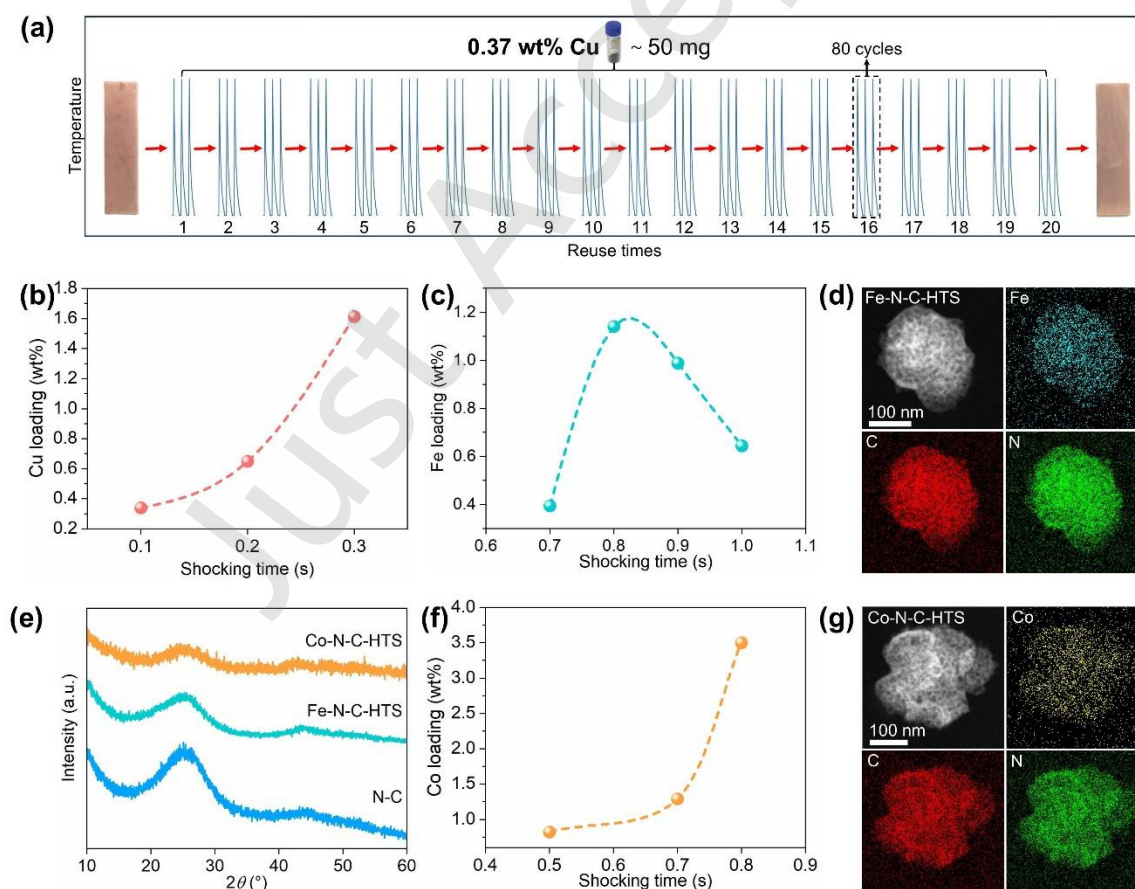 (a)
0.37 wt% Cu ~ 50 mg
80 cycles
Temperature
1 2 3 4 5 6 7 8 9 10 11 12 13 14 15 16 17 18 19 20
Reuse times
(b)
Cu loading (wt%)
1.8
1.6
1.4
1.2
1.0
0.8
0.6
0.4
0.2
0.1 0.2 0.3
Shocking time (s)
(c)
Fe loading (wt%)
1.2
1.0
0.8
0.6
0.4
0.6 0.7 0.8 0.9 1.0 1.1
Shocking time (s)
(d)
Fe-N-C-HTS
Fe
100 nm
C
N
(e)
Intensity (a.u.)
Co-N-C-HTS
Fe-N-C-HTS
N-C
10 20 30 40 50 60
2θ (°)
(f)
Co loading (wt%)
4.0
3.5
3.0
2.5
2.0
1.5
1.0
0.4 0.5 0.6 0.7 0.8 0.9
Shocking time (s)
(g)
Co-N-C-HTS
Co
100 nm
C
N
Just Acce